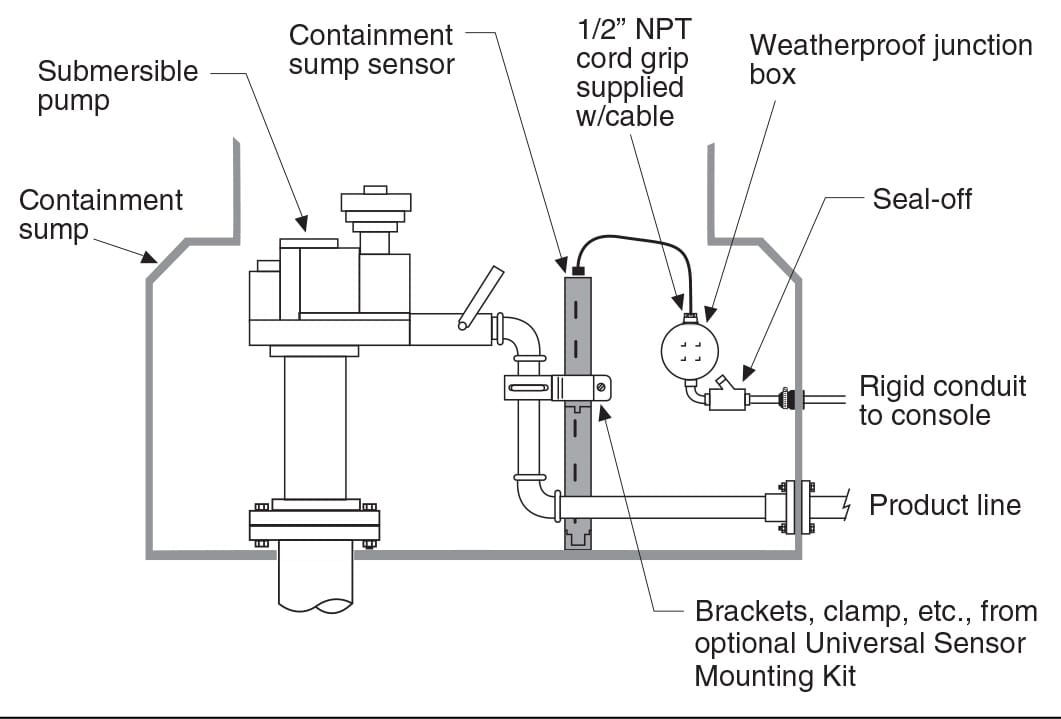 Containment
sump sensor
1/2” NPT
cord grip
supplied
w/cable
Weatherproof junction
box
Submersible
pump
Containment
sump
Seal-off
Rigid conduit
to console
Product line
Brackets, clamp, etc., from
optional Universal Sensor
Mounting Kit